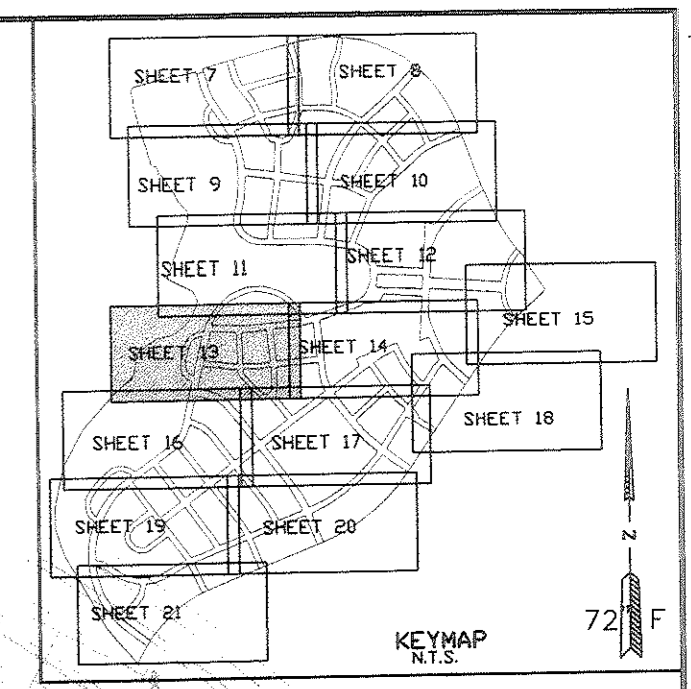 SHEET 7
SHEET 8
SHEET 9
SHEET 10
SHEET 11
SHEET 12
SHEET 15
SHEET 13
SHEET 14
SHEET 16
SHEET 17
SHEET 18
SHEET 19
SHEET 20
SHEET 21
N
72 F
KEYMAP
N.T.S.